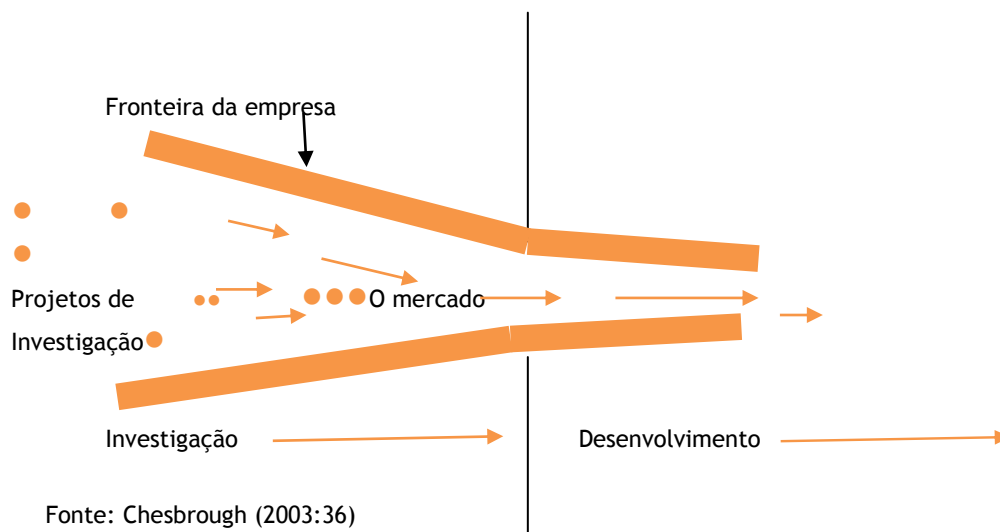 Fronteira da empresa
Projetos de
O mercado
Investigação
Investigação
Desenvolvimento
Fonte: Chesbrough (2003:36)